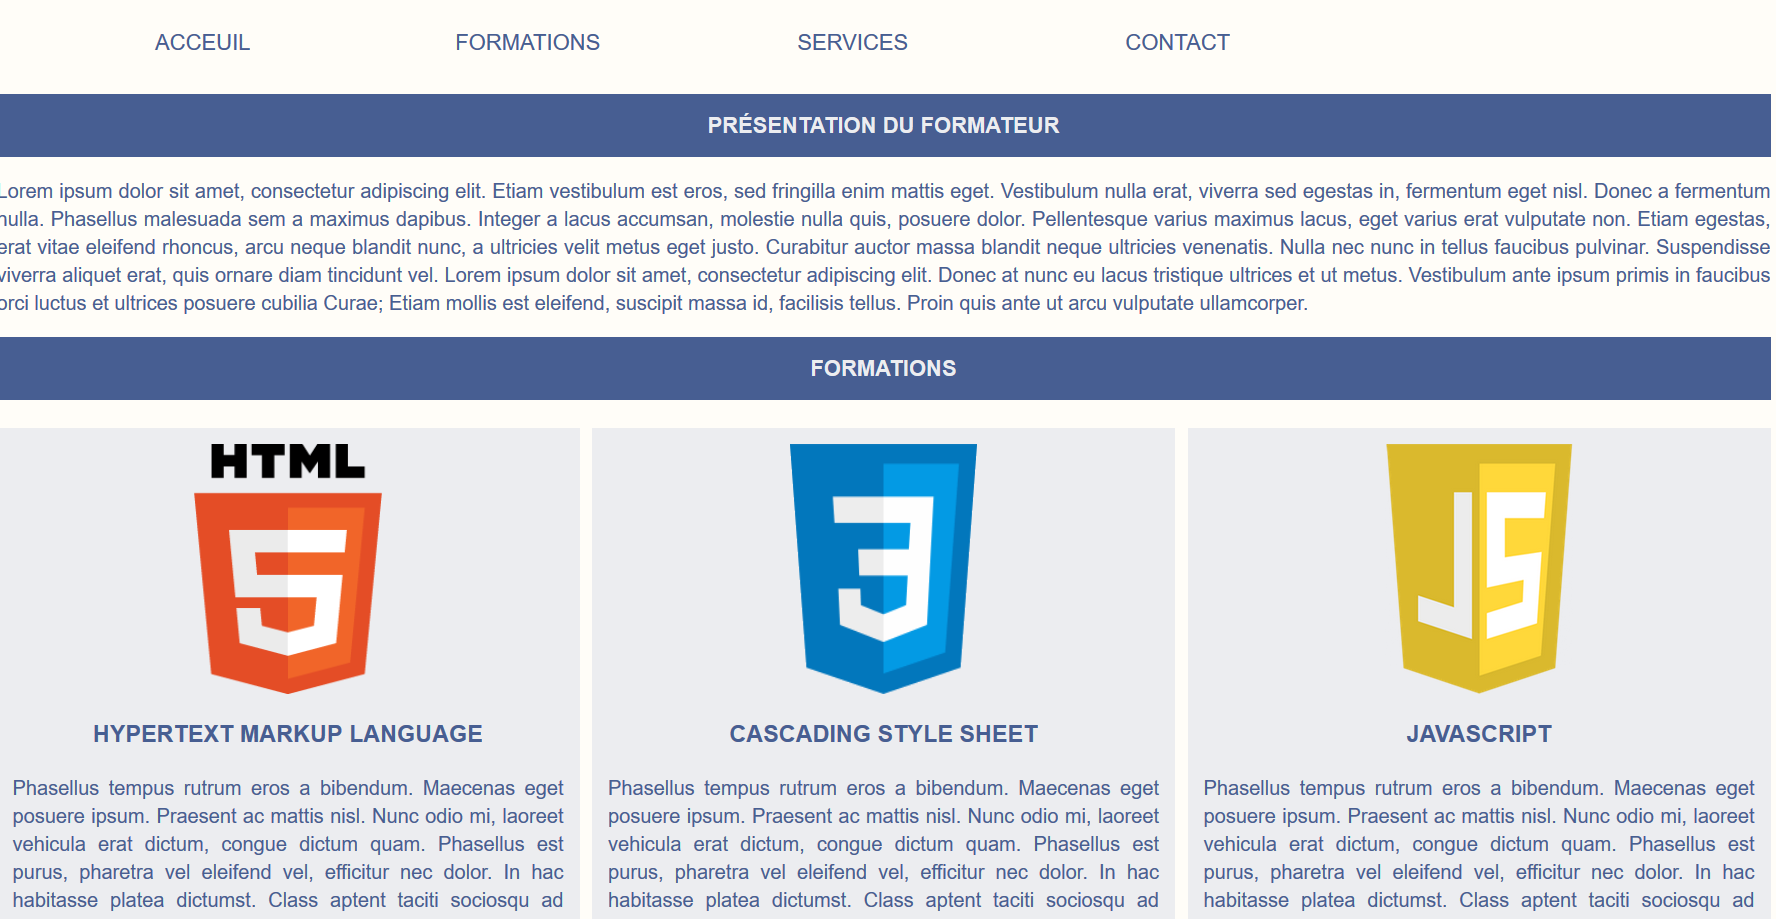 ACCEUIL FORMATIONS SERVICES CONTACT
PRÉSENTATION DU FORMATEUR
Lorem ipsum dolor sit amet, consectetur adipiscing elit. Etiam vestibulum est eros, sed fringilla enim mattis eget. Vestibulum nulla erat, viverra sed egestas in, fermentum eget nisl. Donec a fermentum
nulla. Phasellus malesuada sem a maximus dapibus. Integer a lacus accumsan, molestie nulla quis, posuere dolor. Pellentesque varius maximus lacus, eget varius erat vulputate non. Etiam egestas,
erat vitae eleifend rhoncus, arcu neque blandit nunc, a ultricies velit metus eget justo. Curabitur auctor massa blandit neque ultricies venenatis. Nulla nec nunc in tellus faucibus pulvinar. Suspendisse
viverra aliquet erat, quis ornare diam tincidunt vel. Lorem ipsum dolor sit amet, consectetur adipiscing elit. Donec at nunc eu lacus tristique ultrices et ut metus. Vestibulum ante ipsum primis in faucibus
orci luctus et ultrices posuere cubilia Curae; Etiam mollis est eleifend, suscipit massa id, facilisis tellus. Proin quis ante ut arcu vulputate ullamcorper.
FORMATIONS
HTML
5
HYPERTEXT MARKUP LANGUAGE
Phasellus tempus rutrum eros a bibendum. Maecenas eget
posuere ipsum. Praesent ac mattis nisl. Nunc odio mi, laoreet
vehicula erat dictum, congue dictum quam. Phasellus est
purus, pharetra vel eleifend vel, efficitur nec dolor. In hac
habitasse platea dictumst. Class aptent taciti sociosqu ad
3
CASCADING STYLE SHEET
Phasellus tempus rutrum eros a bibendum. Maecenas eget
posuere ipsum. Praesent ac mattis nisl. Nunc odio mi, laoreet
vehicula erat dictum, congue dictum quam. Phasellus est
purus, pharetra vel eleifend vel, efficitur nec dolor. In hac
habitasse platea dictumst. Class aptent taciti sociosqu ad
JS
JAVASCRIPT
Phasellus tempus rutrum eros a bibendum. Maecenas eget
posuere ipsum. Praesent ac mattis nisl. Nunc odio mi, laoreet
vehicula erat dictum, congue dictum quam. Phasellus est
purus, pharetra vel eleifend vel, efficitur nec dolor. In hac
habitasse platea dictumst. Class aptent taciti sociosqu ad